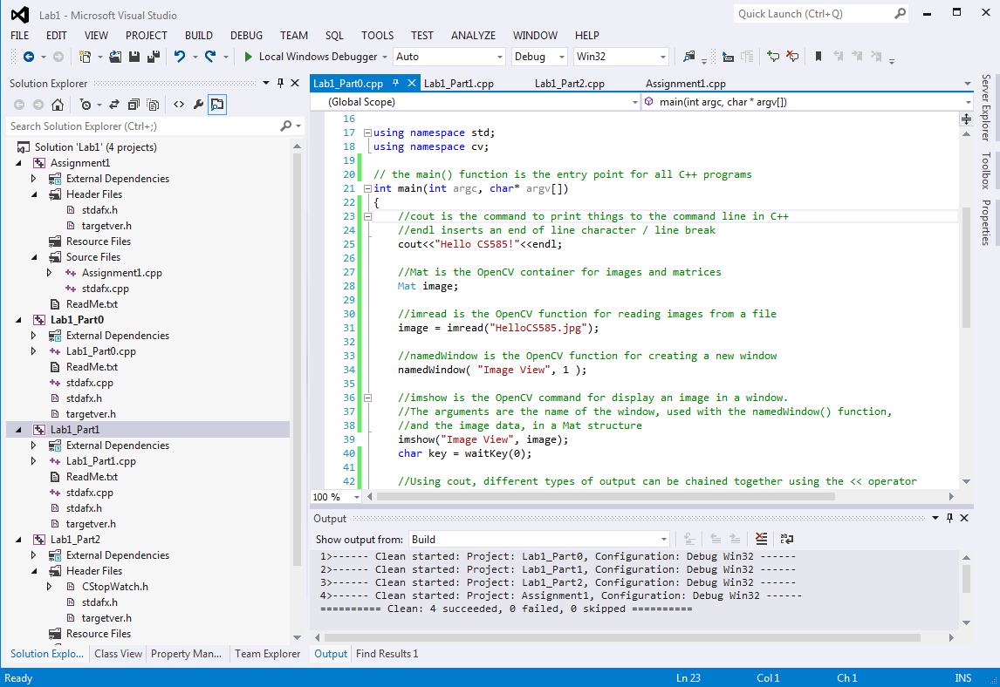 Lab1 - Microsoft Visual Studio
Quick Launch (Ctrl+Q)
FILE EDIT VIEW PROJECT BUILD DEBUG TEAM SQL TOOLS TEST ANALYZE WINDOW HELP
Local Windows Debugger Auto Debug Win32
Solution Explorer
Search Solution Explorer (Ctrl+;)
Solution 'Lab1' (4 projects)
Assignment1
External Dependencies
Header Files
stdafx.h
targetver.h
Resource Files
Source Files
Assignment1.cpp
stdafx.cpp
ReadMe.txt
Lab1_Part0
External Dependencies
Lab1_Part0.cpp
ReadMe.txt
stdafx.cpp
stdafx.h
targetver.h
Lab1_Part1
External Dependencies
Lab1_Part1.cpp
ReadMe.txt
stdafx.cpp
stdafx.h
targetver.h
Lab1_Part2
External Dependencies
Header Files
CStopWatch.h
stdafx.h
targetver.h
Resource Files
Solution Explo... Class View Property Man... Team Explorer
Lab1_Part0.cpp Lab1_Part1.cpp Lab1_Part2.cpp Assignment1.cpp
(Global Scope) main(int argc, char * argv[])
16
17 using namespace std;
18 using namespace cv;
19
20 // the main() function is the entry point for all C++ programs
21 int main(int argc, char* argv[])
22 {
23 //cout is the command to print things to the command line in C++
24 //endl inserts an end of line character / line break
25 cout<<"Hello CS585!"<<endl;
26
27 //Mat is the OpenCV container for images and matrices
28 Mat image;
29
30 //imread is the OpenCV function for reading images from a file
31 image = imread("HelloCS585.jpg");
32
33 //namedWindow is the OpenCV function for creating a new window
34 namedWindow( "Image View", 1 );
35
36 //imshow is the OpenCV command for display an image in a window.
37 //The arguments are the name of the window, used with the namedWindow() function,
38 //and the image data, in a Mat structure
39 imshow("Image View", image);
40 char key = waitKey(0);
41
42 //Using cout, different types of output can be chained together using the << operator
100 %
Output
Show output from: Build
1>------ Clean started: Project: Lab1_Part0, Configuration: Debug Win32 ------
2>------ Clean started: Project: Lab1_Part1, Configuration: Debug Win32 ------
3>------ Clean started: Project: Lab1_Part2, Configuration: Debug Win32 ------
4>------ Clean started: Project: Assignment1, Configuration: Debug Win32 ------
========== Clean: 4 succeeded, 0 failed, 0 skipped ==========
Output Find Results 1
Server Explorer
Toolbox
Properties
Ready Ln 23 Col 1 Ch 1 INS